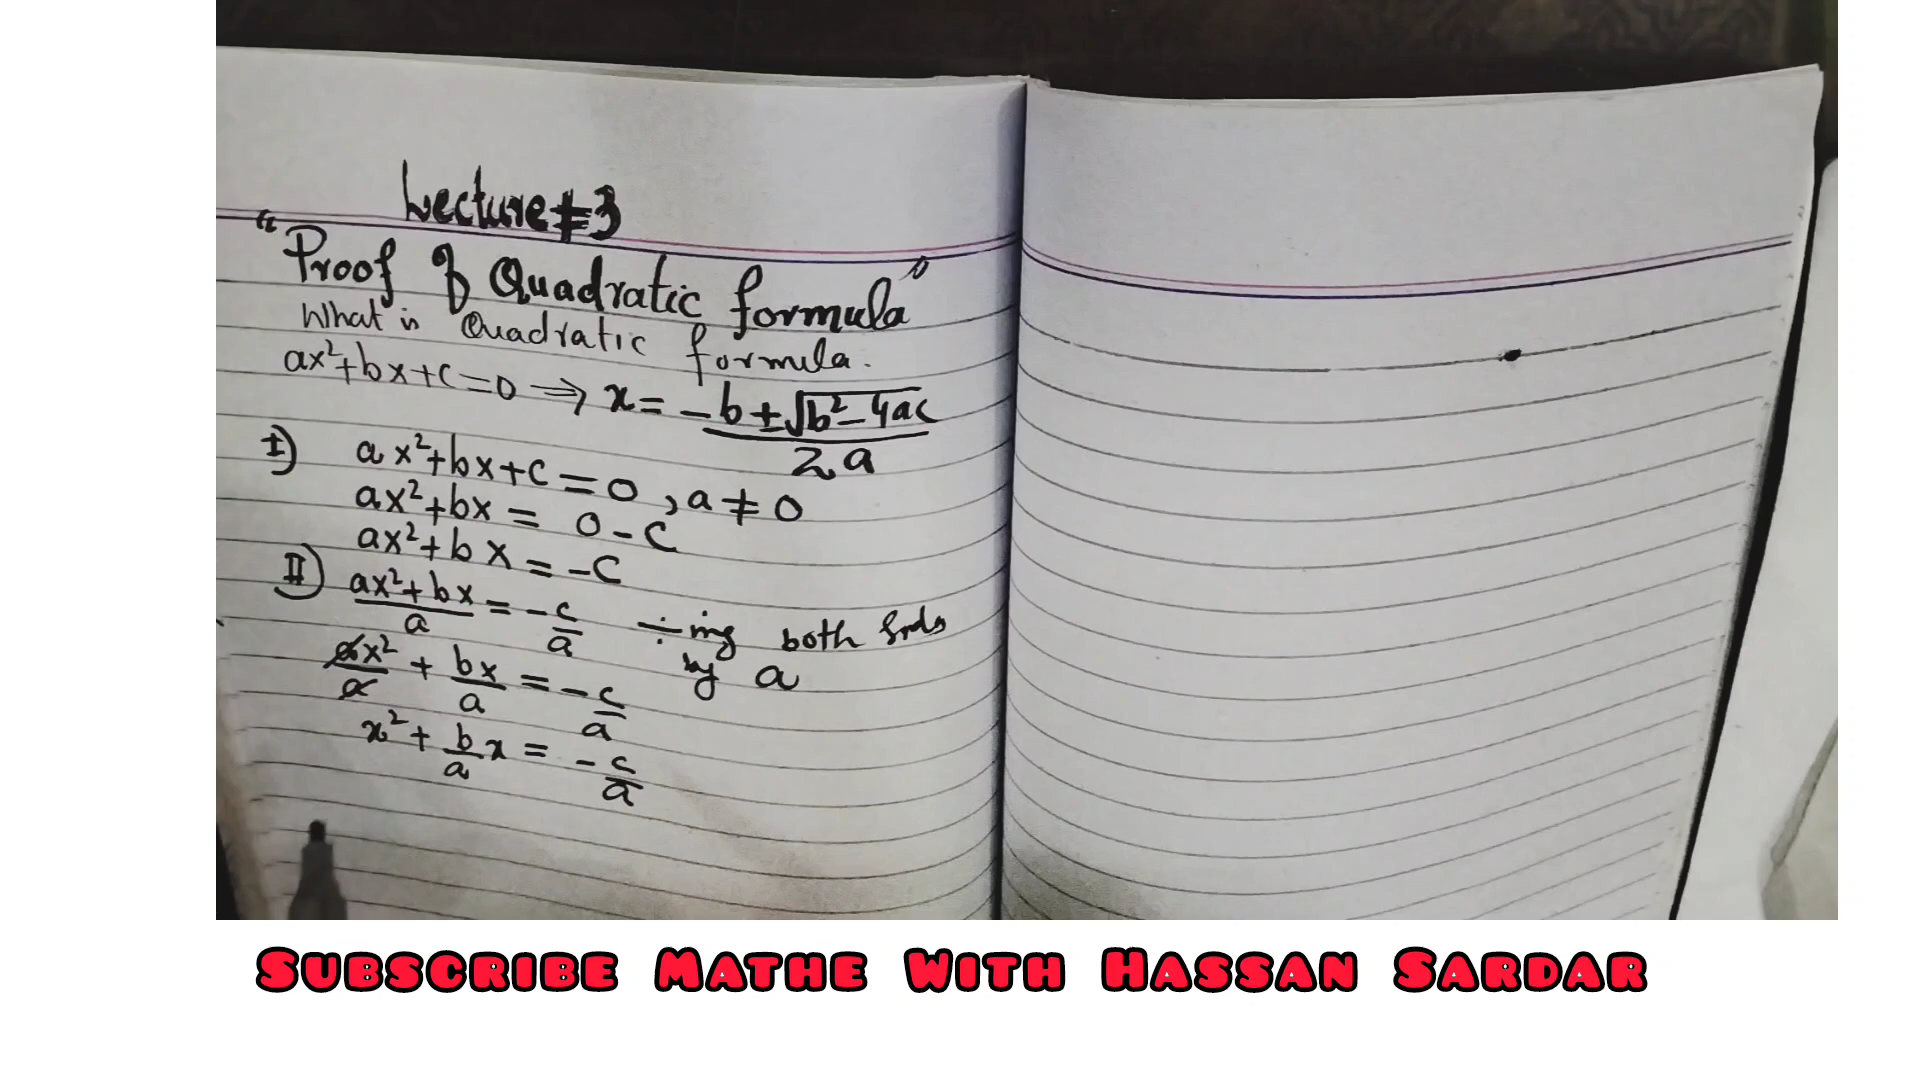 Lecture#3
"Proof of Quadratic formula"
What is Quadratic formula.
ax²+bx+c=0 ⇒ x = -b±√b²-4ac / 2a
I) ax²+bx+c=0, a≠0
ax²+bx = 0-c
ax²+bx = -c
II) ax²+bx/a = -c/a ÷ing both
by a
ax²/a + bx/a = -c/a
x² + b/a x = -c/a
SUBSCRIBE MATHE WITH HASSAN SARDAR